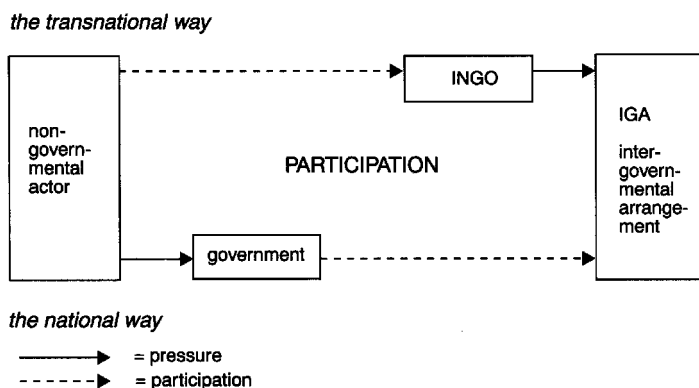 the transnational way
INGO
non-
govern-
mental
actor
IGA
inter-
govern-
mental
arrange-
ment
PARTICIPATION
government
the national way
= pressure
= participation